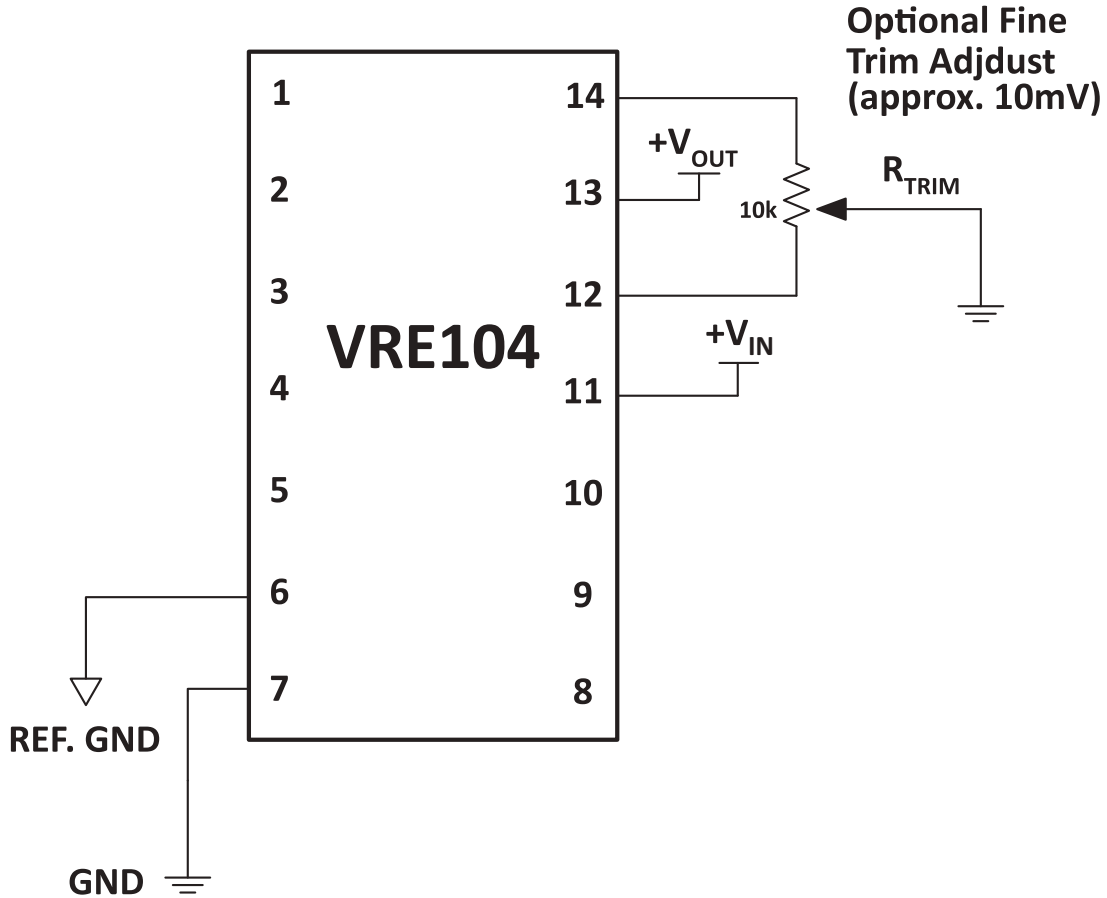 Optional Fine
Trim Adjdust
(approx. 10mV)
1
14
+VOUT
2
13
10k
RTRIM
3
12
VRE104
+VIN
4
11
5
10
6
9
7
8
REF. GND
GND